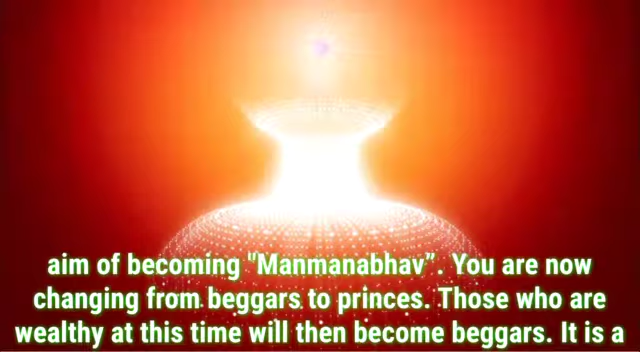 aim of becoming "Manmanabhav”. You are now
changing from beggars to princes. Those who are
wealthy at this time will then become beggars. It is a